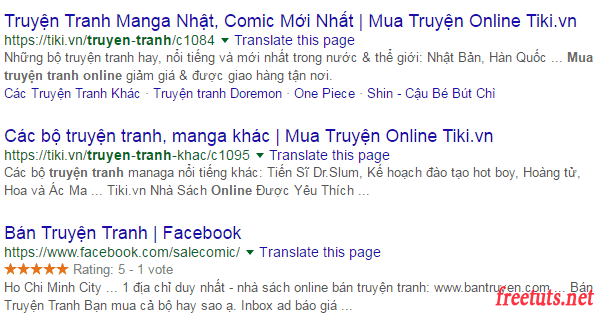 Truyện Tranh Manga Nhật, Comic Mới Nhất | Mua Truyện Online Tiki.vn
https://tiki.vn/truyen-tranh/c1084 ▼ Translate this page
Những bộ truyện tranh hay, nổi tiếng và mới nhất trong nước & thế giới: Nhật Bản, Hàn Quốc ... Mua
truyện tranh online giảm giá & được giao hàng tận nơi.
Các Truyện Tranh Khác · Truyện tranh Doremon · One Piece · Shin - Cậu Bé Bút Chì
Các bộ truyện tranh, manga khác | Mua Truyện Online Tiki.vn
https://tiki.vn/truyen-tranh-khac/c1095 ▼ Translate this page
Các bộ truyện tranh managa nổi tiếng khác: Tiến Sĩ Dr.Slum, Kế hoạch đào tạo hot boy, Hoàng tử,
Hoa và Ác Ma ... Tiki.vn Nhà Sách Online Được Yêu Thích ...
Bán Truyện Tranh | Facebook
https://www.facebook.com/salecomic/ ▼ Translate this page
★★★★★ Rating: 5 - 1 vote
Ho Chi Minh City ... 1 địa chỉ duy nhất - nhà sách online bán truyện tranh: www.bantruyen.com ... Bán
Truyện Tranh Bạn mua cả bộ hay sao ạ. Inbox ad báo giá ...
freetuts.net